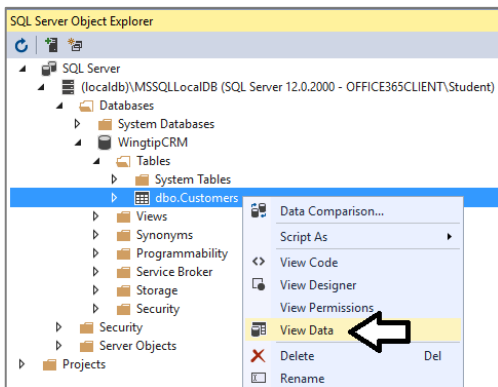 SQL Server Object Explorer
SQL Server
(localdb)\MSSQLLocalDB (SQL Server 12.0.2000 - OFFICE365CLIENT\Student)
Databases
System Databases
WingtipCRM
Tables
System Tables
dbo.Customers
Views
Synonyms
Programmability
Service Broker
Storage
Security
Security
Server Objects
Projects
Data Comparison...
Script As
View Code
View Designer
View Permissions
View Data
Delete Del
Rename